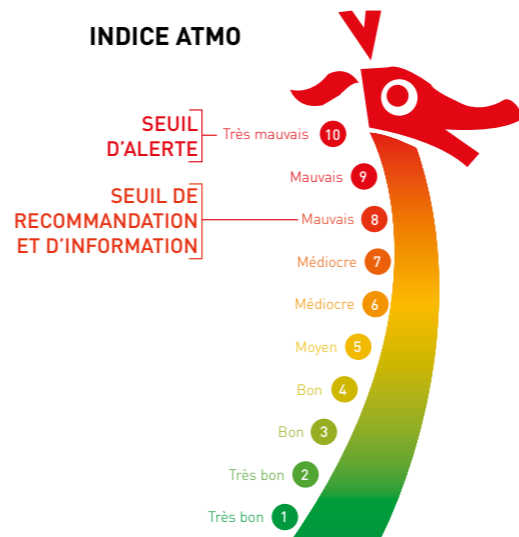 INDICE ATMO
SEUIL
D'ALERTE
Très mauvais 10
Mauvais 9
SEUIL DE
RECOMMANDATION
ET D'INFORMATION
Mauvais 8
Médiocre 7
Médiocre 6
Moyen 5
Bon 4
Bon 3
Très bon 2
Très bon 1